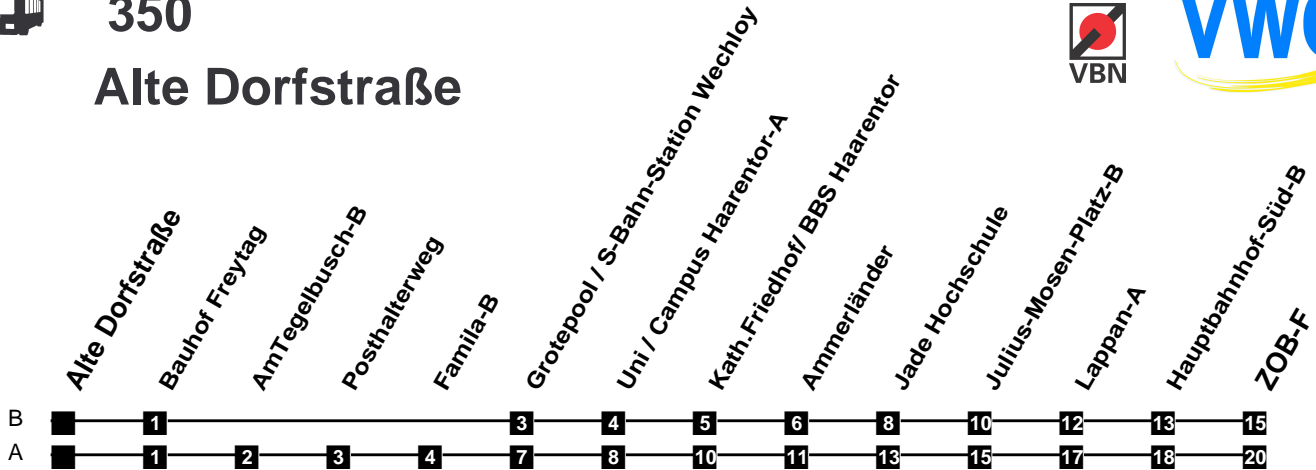 350
Alte Dorfstraße
VBN
VWG
Alte Dorfstraße
Bauhof Freytag
AmTegelbusch-B
Posthalterweg
Famila-B
Grotepool / S-Bahn-Station Wechloy
Uni / Campus Haarentor-A
Kath.Friedhof/ BBS Haarentor
Ammerländer
Jade Hochschule
Julius-Mosen-Platz-B
Lappan-A
Hauptbahnhof-Süd-B
ZOB-F
B 1 3 4 5 6 8 10 12 13 15
A 1 2 3 4 7 8 10 11 13 15 17 18 20